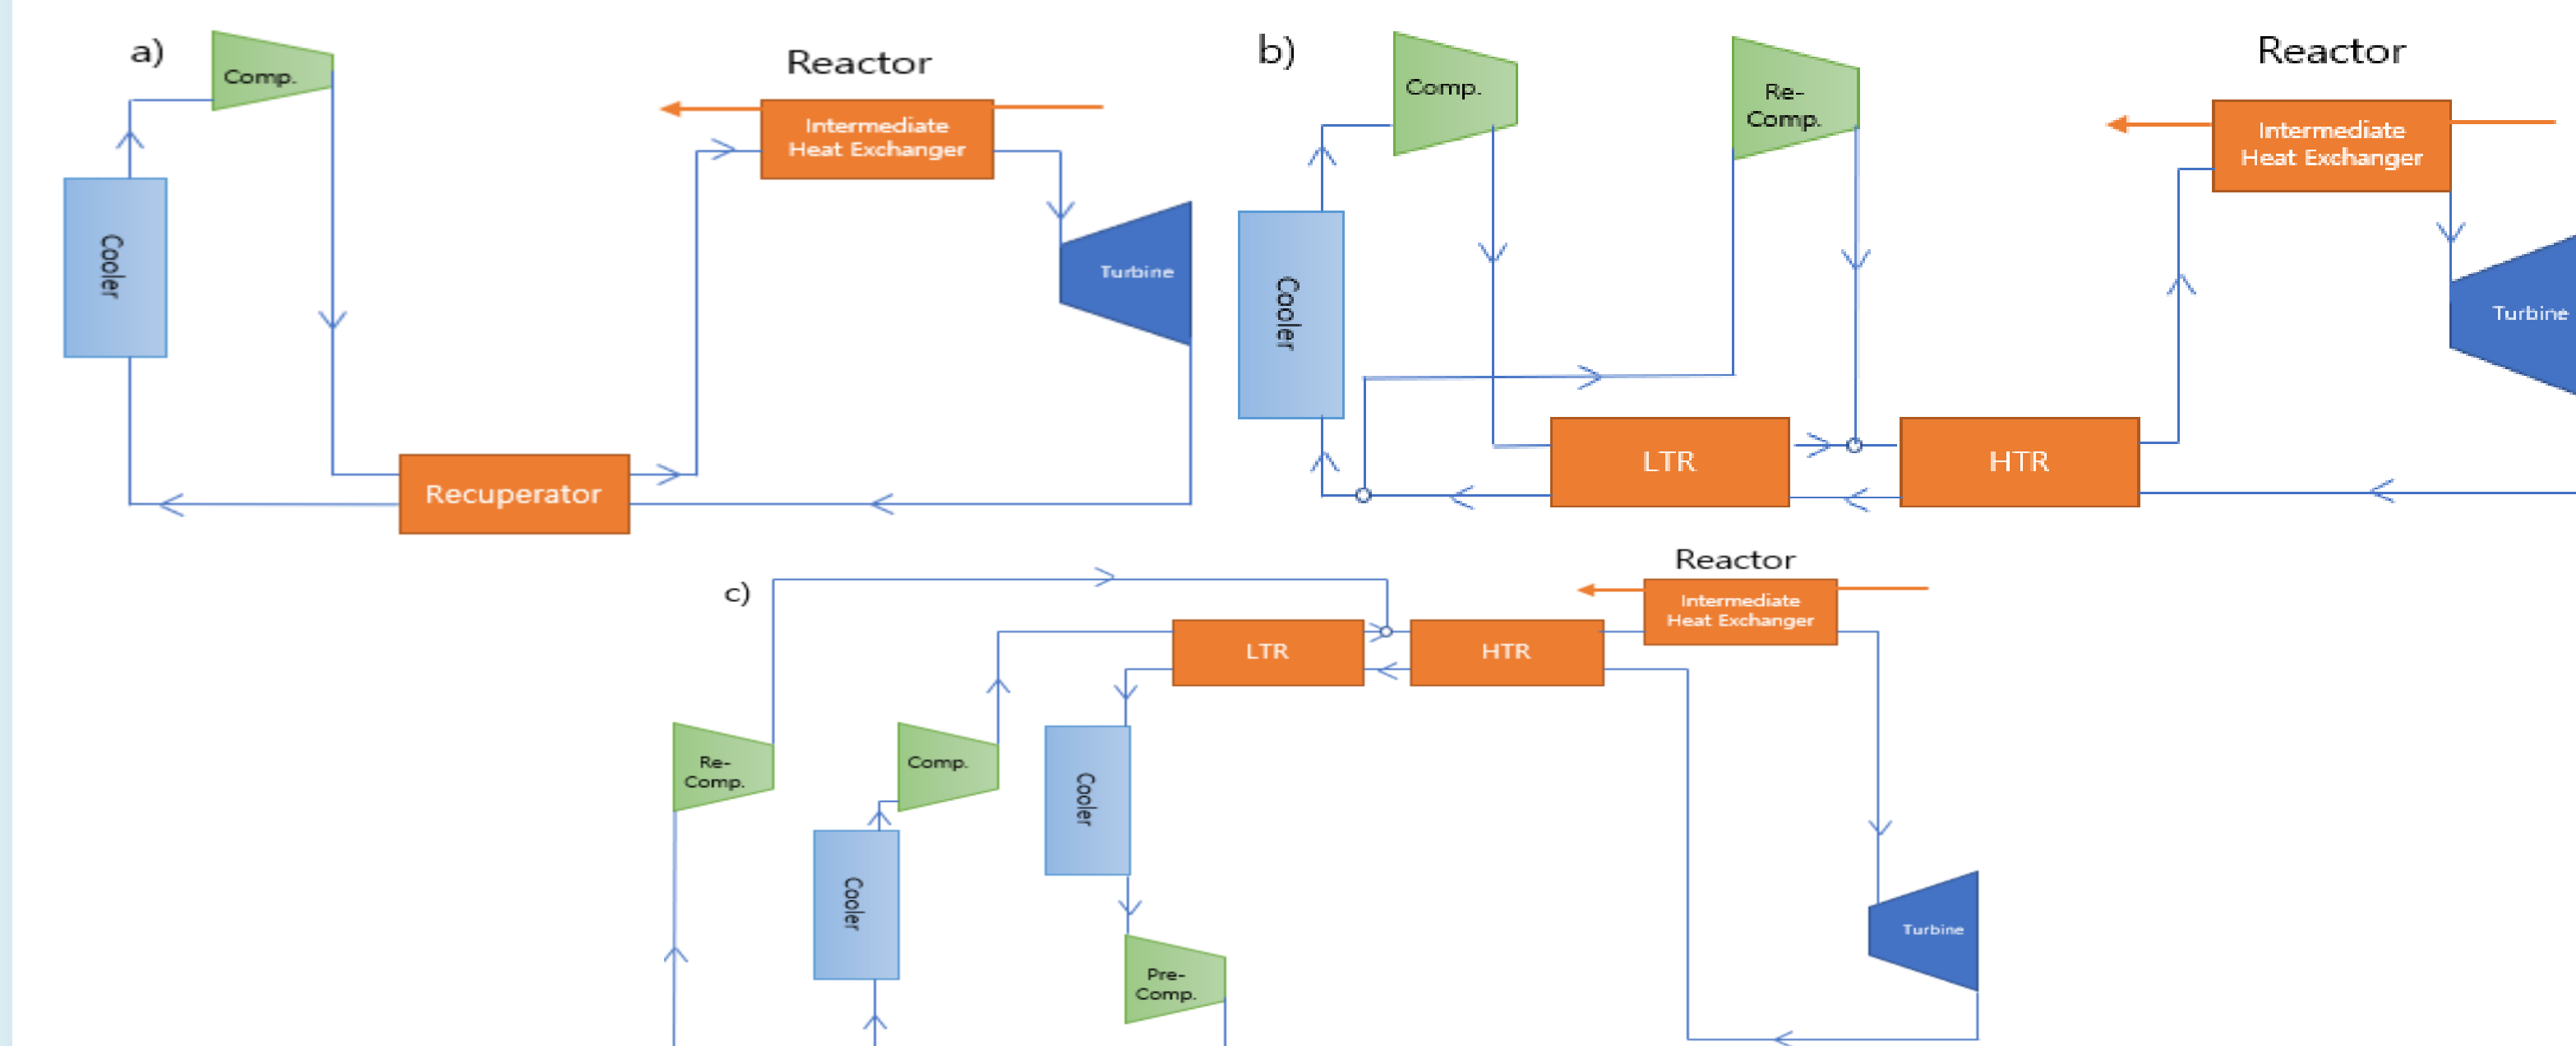 a)
Comp.
Reactor
Intermediate
Heat Exchanger
Cooler
Turbine
Recuperator
b)
Comp.
Re-
Comp.
Reactor
Intermediate
Heat Exchanger
Cooler
Turbine
LTR
HTR
c)
Reactor
Intermediate
Heat Exchanger
LTR
HTR
Re-
Comp.
Comp.
Cooler
Cooler
Turbine
Pre-
Comp.